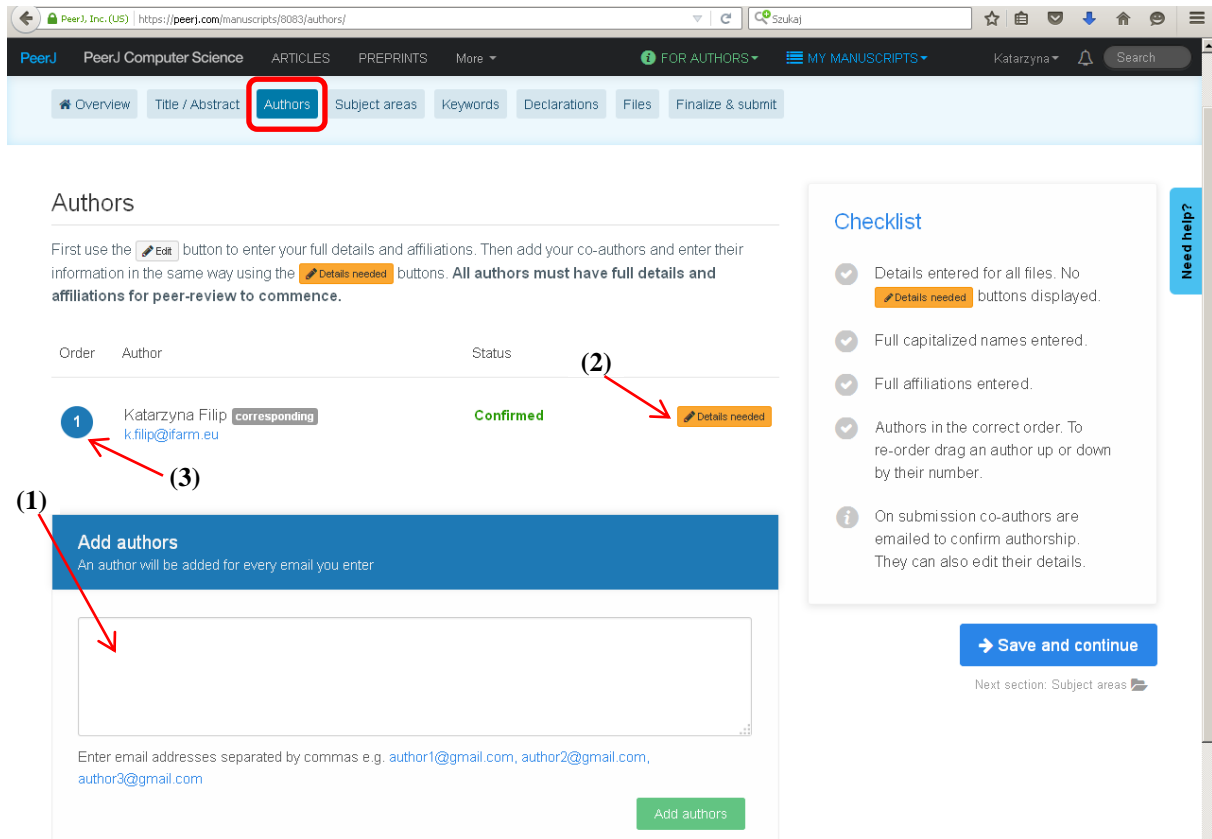 PeerJ, Inc. (US) https://peerj.com/manuscripts/8083/authors/ Szukaj
PeerJ PeerJ Computer Science ARTICLES PREPRINTS More FOR AUTHORS MY MANUSCRIPTS Katarzyna Search
Overview Title / Abstract Authors Subject areas Keywords Declarations Files Finalize & submit
Authors
First use the Edit button to enter your full details and affiliations. Then add your co-authors and enter their
information in the same way using the Details needed buttons. All authors must have full details and
affiliations for peer-review to commence.
Order Author Status
(2)
1 Katarzyna Filip corresponding Confirmed Details needed
k.filip@ifarm.eu
(3)
(1)
Add authors
An author will be added for every email you enter
Enter email addresses separated by commas e.g. author1@gmail.com, author2@gmail.com,
author3@gmail.com
Add authors
Checklist
Details entered for all files. No
Details needed buttons displayed.
Full capitalized names entered.
Full affiliations entered.
Authors in the correct order. To
re-order drag an author up or down
by their number.
On submission co-authors are
emailed to confirm authorship.
They can also edit their details.
Save and continue
Next section: Subject areas
Need help?